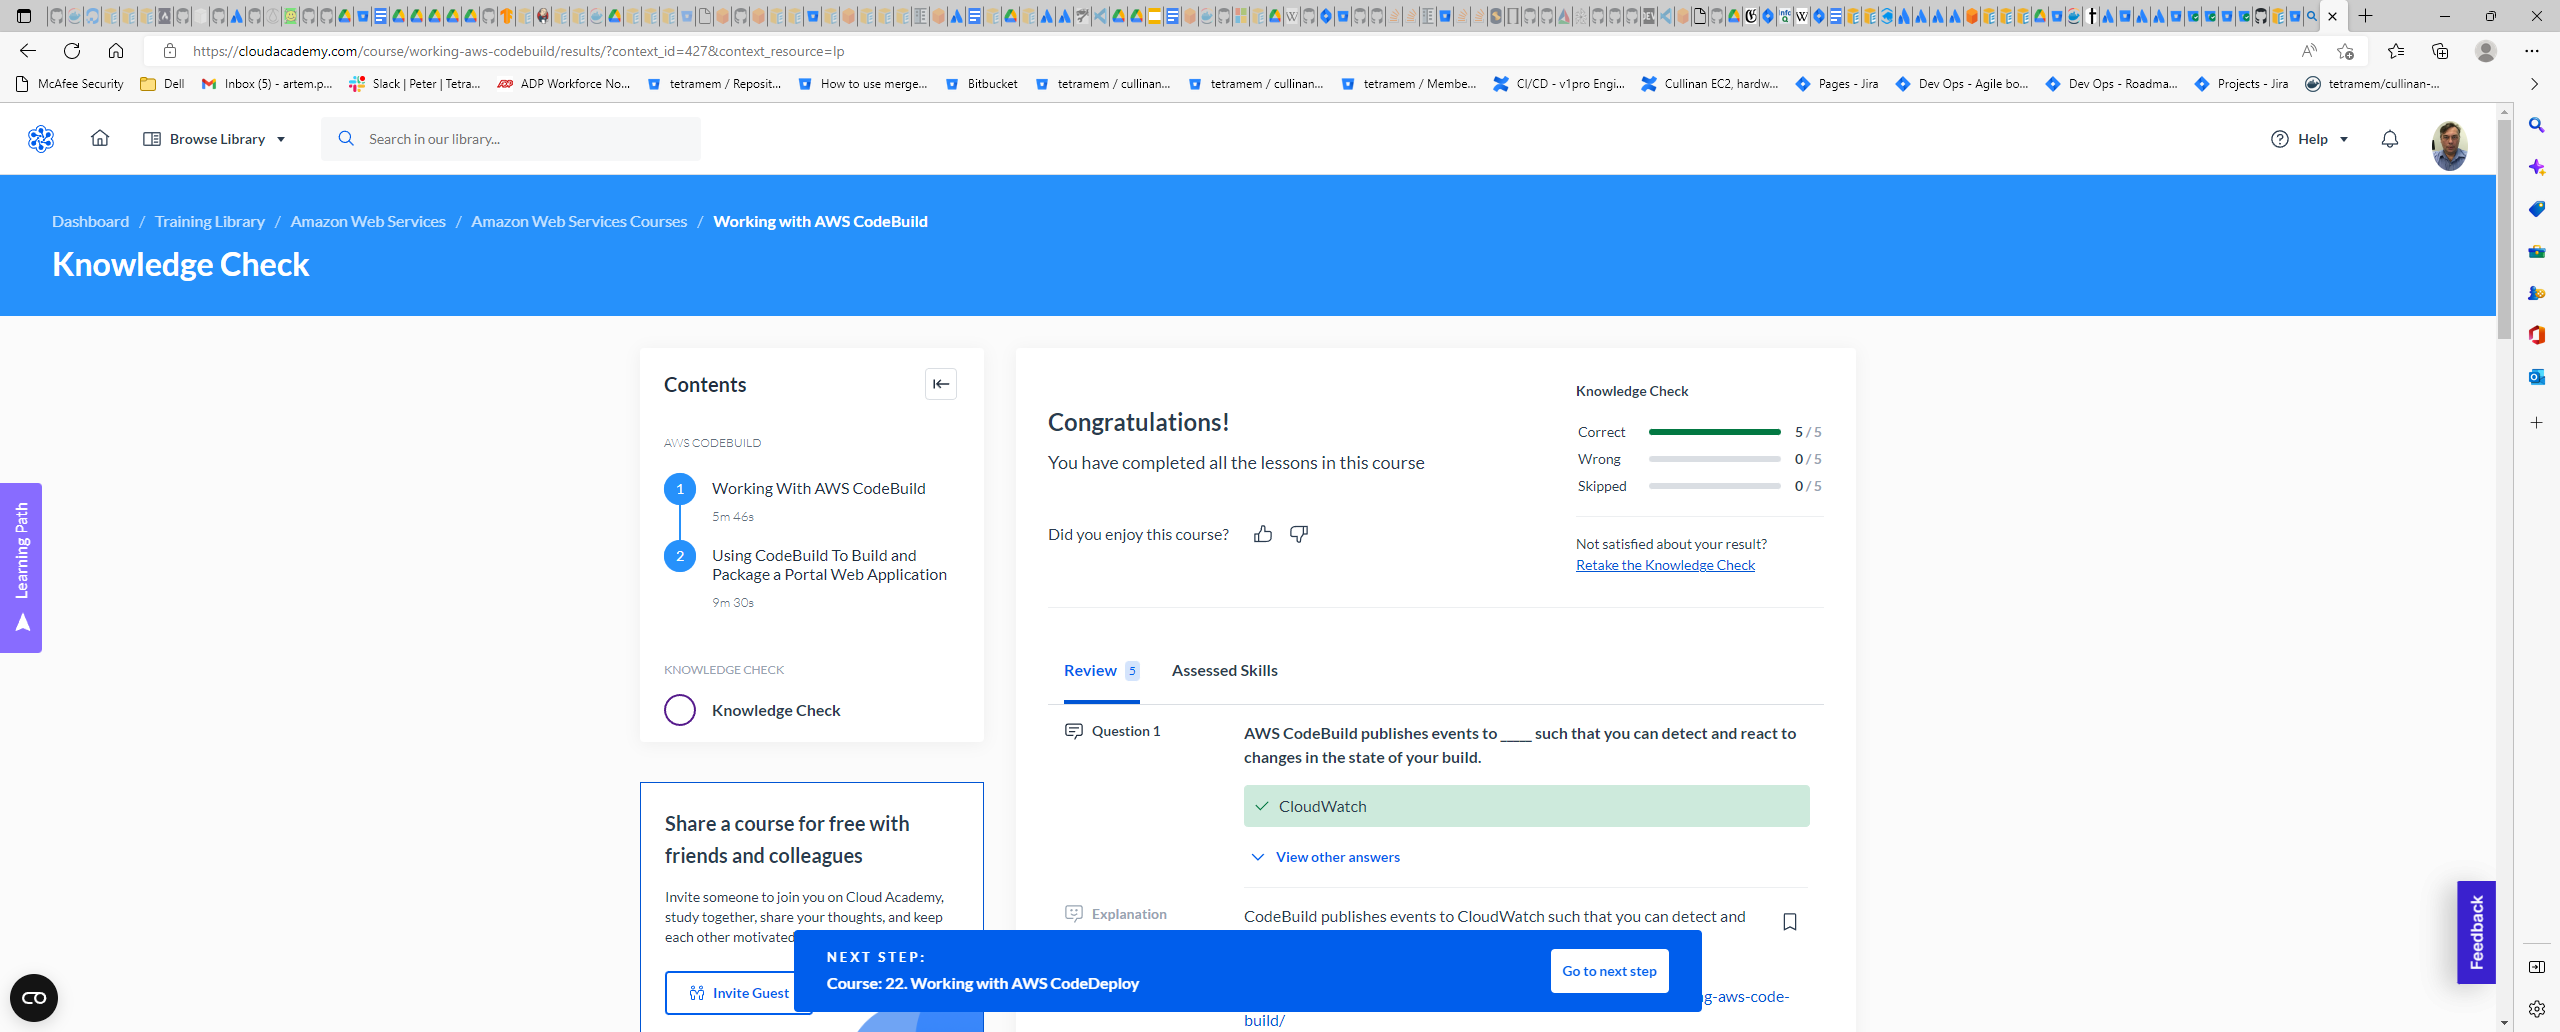 https://cloudacademy.com/course/working-aws-codebuild/results/?context_id=427&context_resource=lp
McAfee Security
Dell
Inbox (5) - artem.p...
Slack | Peter | Tetra...
ADP Workforce No...
tetramem / Reposit...
How to use merge...
Bitbucket
tetramem / cullinan...
tetramem / cullinan...
tetramem / Membe...
CI/CD - v1pro Engi...
Cullinan EC2, hardw...
Pages - Jira
Dev Ops - Agile bo...
Dev Ops - Roadma...
Projects - Jira
tetramem/cullinan-...
Browse Library
Search in our library...
Help
Dashboard / Training Library / Amazon Web Services / Amazon Web Services Courses / Working with AWS CodeBuild
Knowledge Check
Learning Path
Contents
AWS CODEBUILD
1 Working With AWS CodeBuild
5m 46s
2 Using CodeBuild To Build and
Package a Portal Web Application
9m 30s
KNOWLEDGE CHECK
Knowledge Check
Share a course for free with
friends and colleagues
Invite someone to join you on Cloud Academy,
study together, share your thoughts, and keep
each other motivated
Invite Guest
Congratulations!
You have completed all the lessons in this course
Did you enjoy this course?
Knowledge Check
Correct 5 / 5
Wrong 0 / 5
Skipped 0 / 5
Not satisfied about your result?
Retake the Knowledge Check
Review 5
Assessed Skills
Question 1
AWS CodeBuild publishes events to _____ such that you can detect and react to
changes in the state of your build.
CloudWatch
View other answers
Explanation
CodeBuild publishes events to CloudWatch such that you can detect and
NEXT STEP:
Course: 22. Working with AWS CodeDeploy
Go to next step
g-aws-code-
build/
Feedback